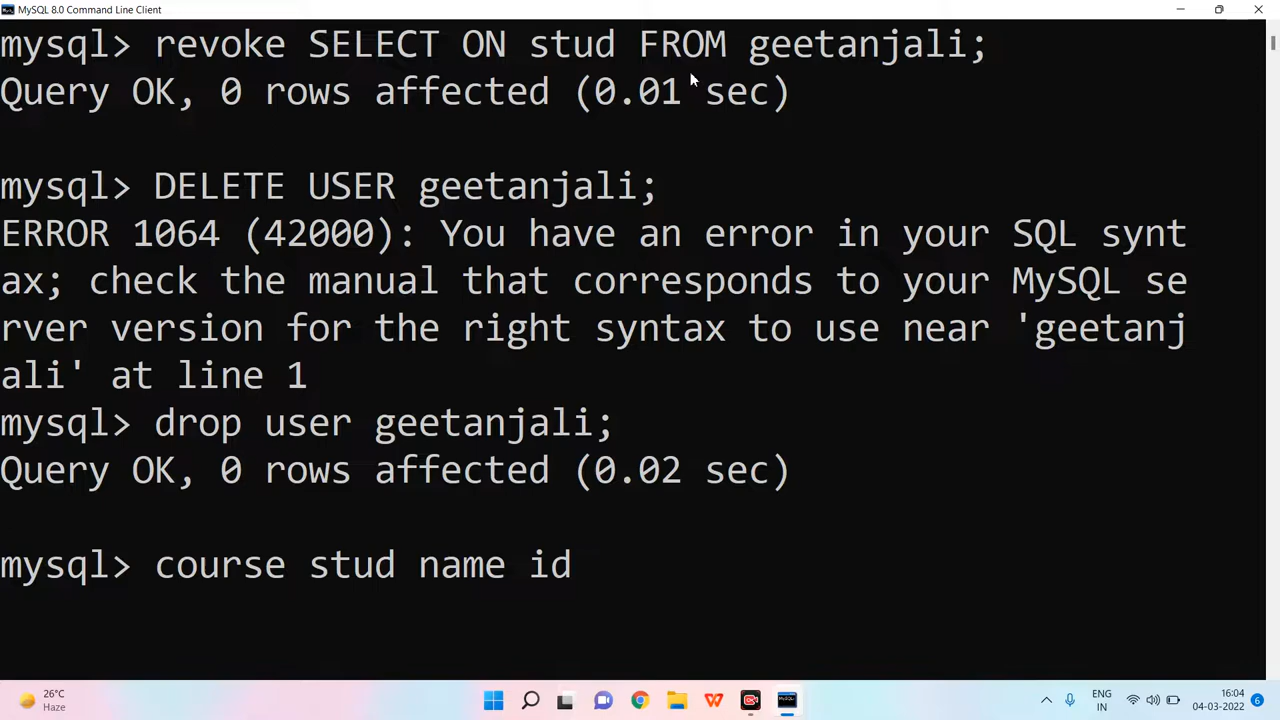 MySQL 8.0 Command Line Client
mysql> revoke SELECT ON stud FROM geetanjali;
Query OK, 0 rows affected (0.01 sec)
mysql> DELETE USER geetanjali;
ERROR 1064 (42000): You have an error in your SQL synt
ax; check the manual that corresponds to your MySQL se
rver version for the right syntax to use near 'geetanj
ali' at line 1
mysql> drop user geetanjali;
Query OK, 0 rows affected (0.02 sec)
mysql> course stud name id
26°C
Haze
ENG
IN
16:04
04-03-2022
6